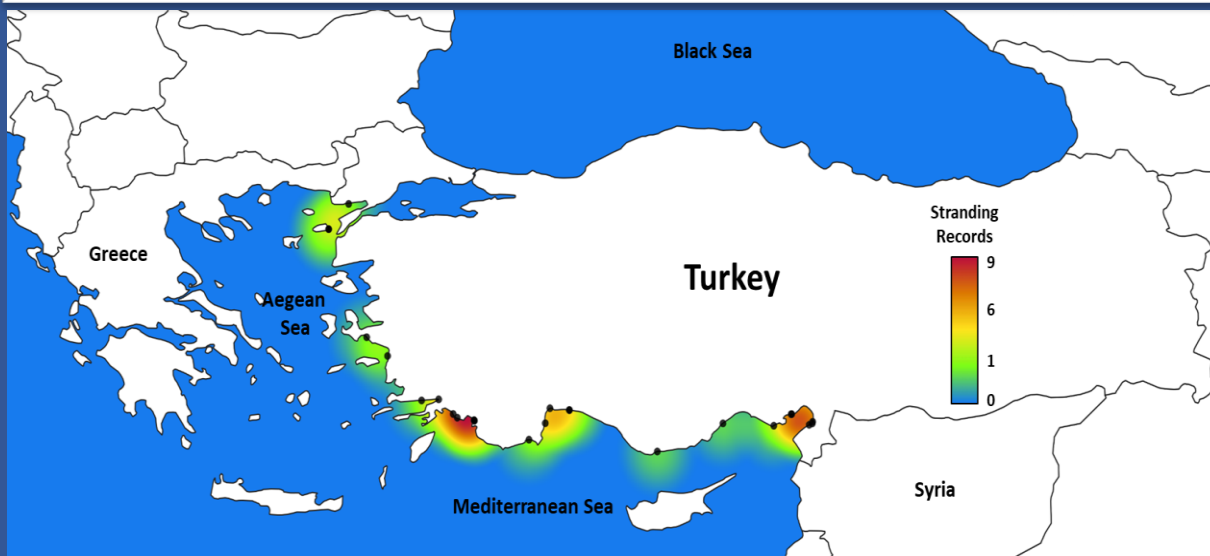 Black Sea
Stranding
Records
9
6
1
0
Greece
Turkey
Aegean
Sea
Syria
Mediterranean Sea